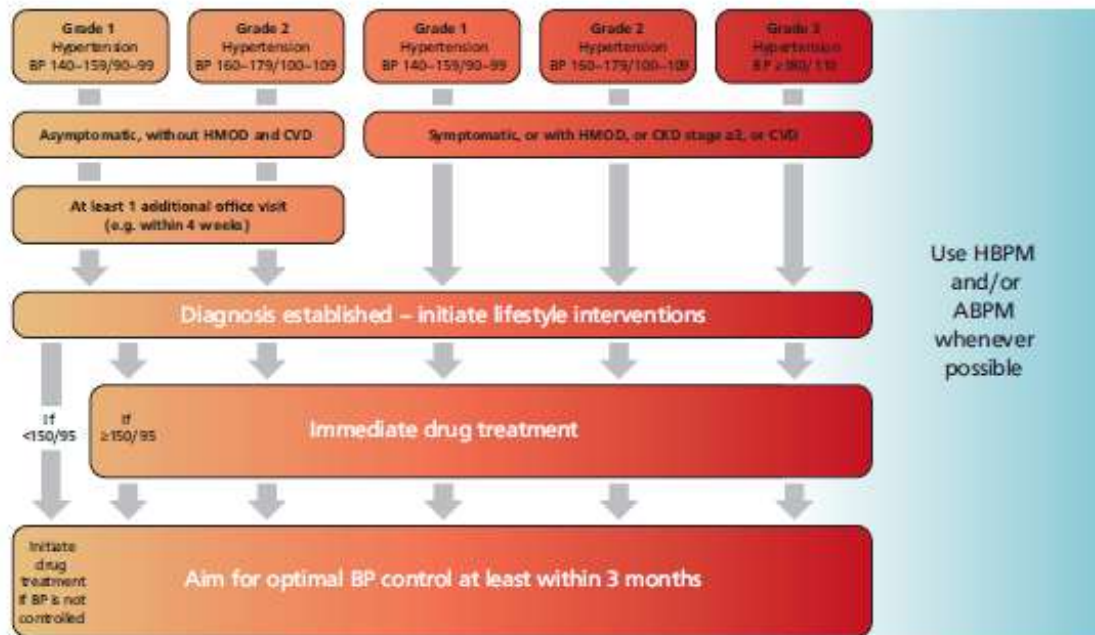 Grade 1
Hypertension
BP 140–159/90–99
Grade 2
Hypertension
BP 160–179/100–109
Grade 1
Hypertension
BP 140–159/90–99
Grade 2
Hypertension
BP 160–179/100–109
Grade 3
Hypertension
BP ≥180/110
Asymptomatic, without HMOD and CVD
Symptomatic, or with HMOD, or CKD stage ≥3, or CVD
At least 1 additional office visit
(e.g. within 4 weeks)
Diagnosis established – initiate lifestyle interventions
If
<150/95
If
≥150/95
Immediate drug treatment
Initiate
drug
treatment
if BP is not
controlled
Aim for optimal BP control at least within 3 months
Use HBPM
and/or
ABPM
whenever
possible